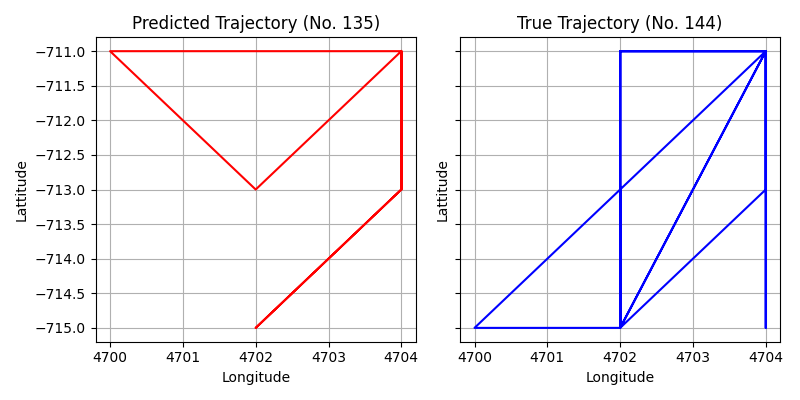 Predicted Trajectory (No. 135)
True Trajectory (No. 144)
−711.0
−711.5
−712.0
−712.5
−713.0
−713.5
−714.0
−714.5
−715.0
Lattitude
Lattitude
4700 4701 4702 4703 4704
4700 4701 4702 4703 4704
Longitude
Longitude